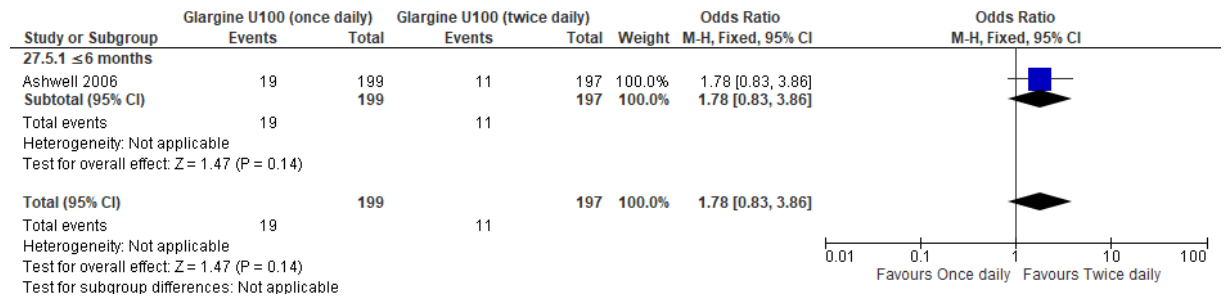 Glargine U100 (once daily) Glargine U100 (twice daily) Odds Ratio Odds Ratio
Study or Subgroup Events Total Events Total Weight M-H, Fixed, 95% CI M-H, Fixed, 95% CI
27.5.1 ≤6 months
Ashwell 2006 19 199 11 197 100.0% 1.78 [0.83, 3.86]
Subtotal (95% CI) 199 197 100.0% 1.78 [0.83, 3.86]
Total events 19 11
Heterogeneity: Not applicable
Test for overall effect: Z = 1.47 (P = 0.14)
Total (95% CI) 199 197 100.0% 1.78 [0.83, 3.86]
Total events 19 11
Heterogeneity: Not applicable
Test for overall effect: Z = 1.47 (P = 0.14)
Test for subgroup differences: Not applicable
0.01 0.1 1 10 100
Favours Once daily Favours Twice daily